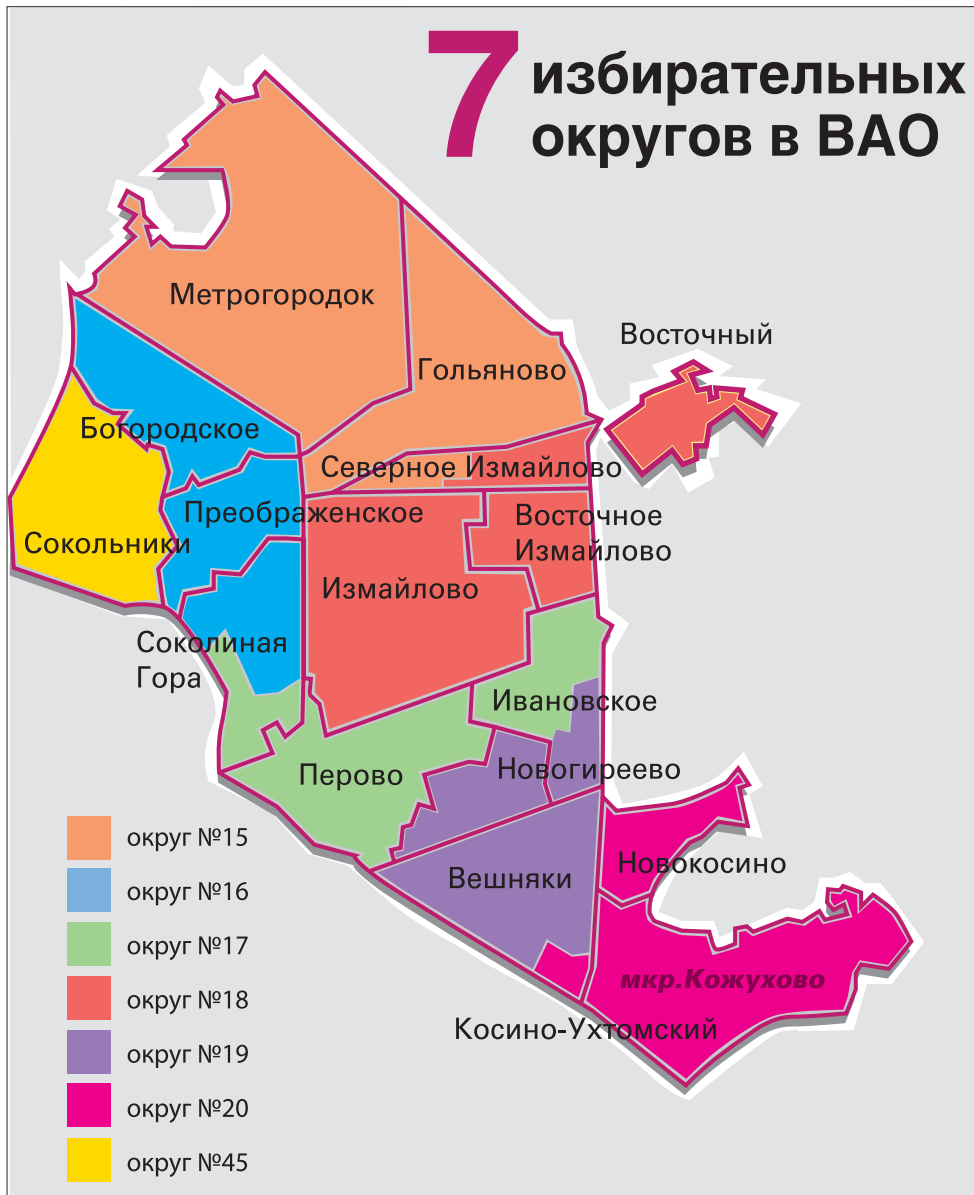 7 избирательных
округов в ВАО
Метрогородок
Гольяново
Восточный
Богородское
Северное Измайлово
Преображенское
Восточное
Измайлово
Сокольники
Измайлово
Соколиная
Гора
Ивановское
Перово
Новогиреево
Вешняки
Новокосино
мкр.Кожухово
Косино-Ухтомский
округ №15
округ №16
округ №17
округ №18
округ №19
округ №20
округ №45